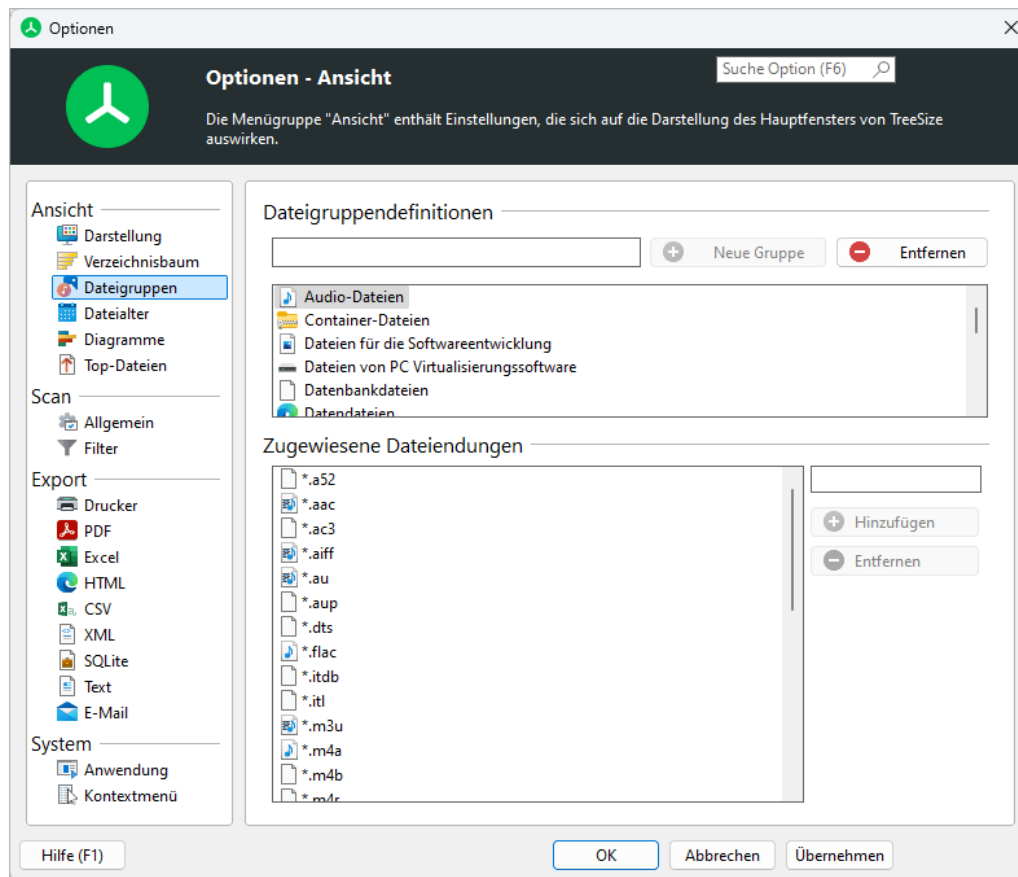 Optionen
Optionen - Ansicht
Suche Option (F6)
Die Menügruppe "Ansicht" enthält Einstellungen, die sich auf die Darstellung des Hauptfensters von TreeSize
auswirken.
Ansicht
Darstellung
Verzeichnisbaum
Dateigruppen
Dateialter
Diagramme
Top-Dateien
Scan
Allgemein
Filter
Export
Drucker
PDF
Excel
HTML
CSV
XML
SQLite
Text
E-Mail
System
Anwendung
Kontextmenü
Dateigruppendefinitionen
Neue Gruppe
Entfernen
Audio-Dateien
Container-Dateien
Dateien für die Softwareentwicklung
Dateien von PC Virtualisierungssoftware
Datenbankdateien
Datendateien
Zugewiesene Dateiendungen
*.a52
*.aac
*.ac3
*.aiff
*.au
*.aup
*.dts
*.flac
*.itdb
*.itl
*.m3u
*.m4a
*.m4b
*.m4r
Hinzufügen
Entfernen
Hilfe (F1)
OK
Abbrechen
Übernehmen